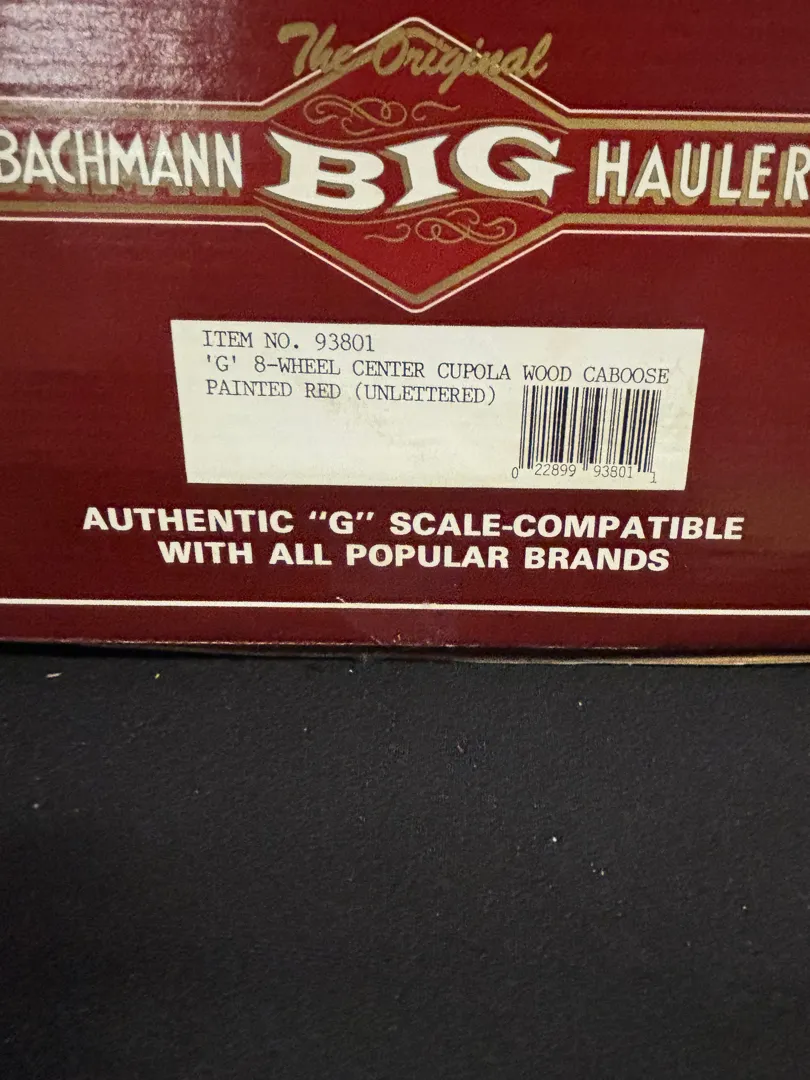 The Original
BACHMANN BIG HAULER
ITEM NO. 93801
'G' 8-WHEEL CENTER CUPOLA WOOD CABOOSE
PAINTED RED (UNLETTERED)
0 22899 93801 1
AUTHENTIC "G" SCALE-COMPATIBLE
WITH ALL POPULAR BRANDS